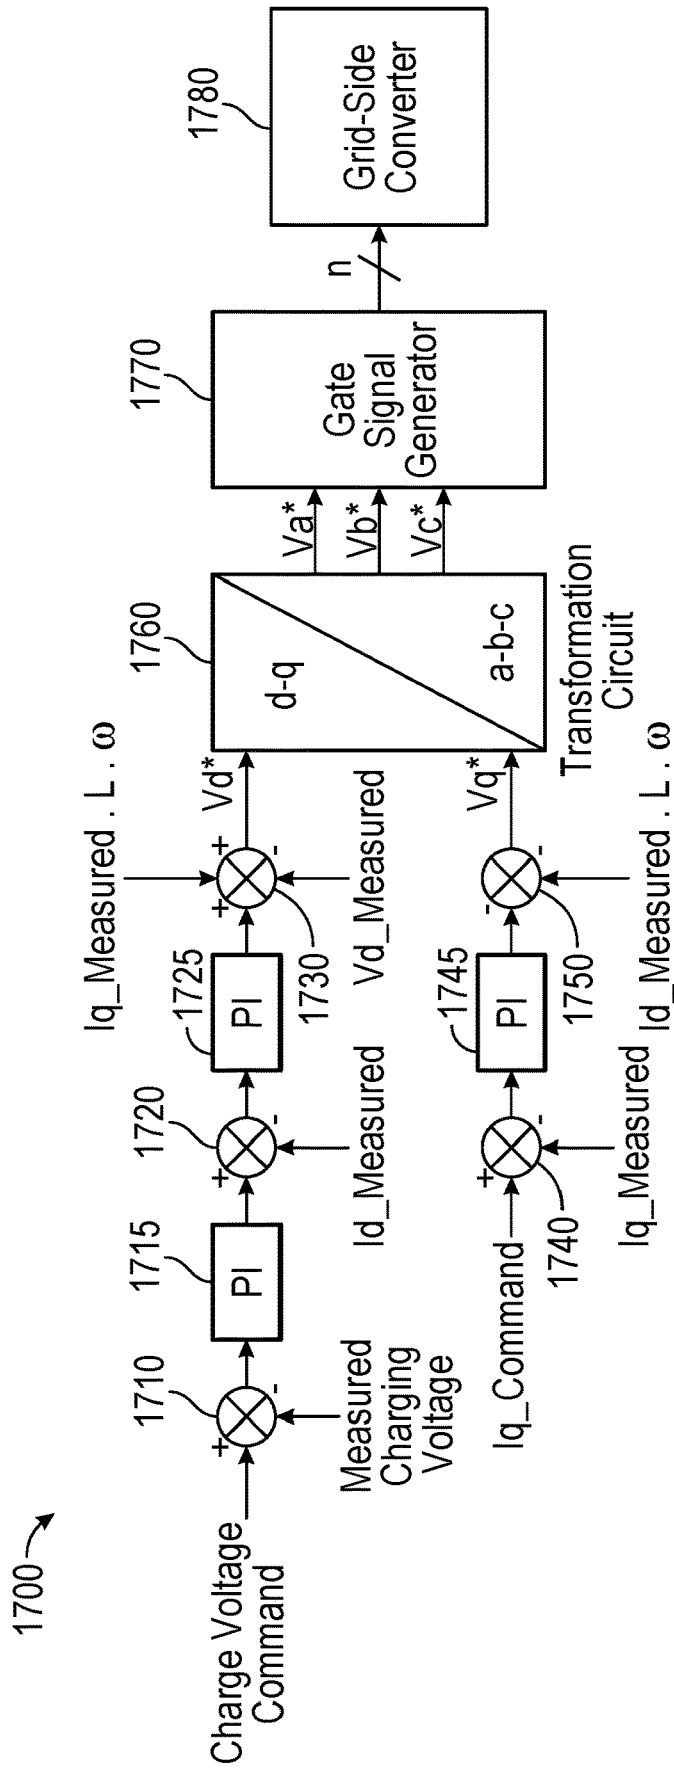 1700
Charge Voltage
Command
+
-
1710
Measured
Charging
Voltage
1715
PI
+
-
1720
Id_Measured
1725
PI
Iq_Measured . L . ω
+
+
-
1730
Vd_Measured
Vd*
Iq_Command
+
-
1740
Iq_Measured
1745
PI
-
-
1750
Id_Measured . L . ω
Vq*
1760
d-q
a-b-c
Transformation
Circuit
Va*
Vb*
Vc*
1770
Gate
Signal
Generator
n
1780
Grid-Side
Converter